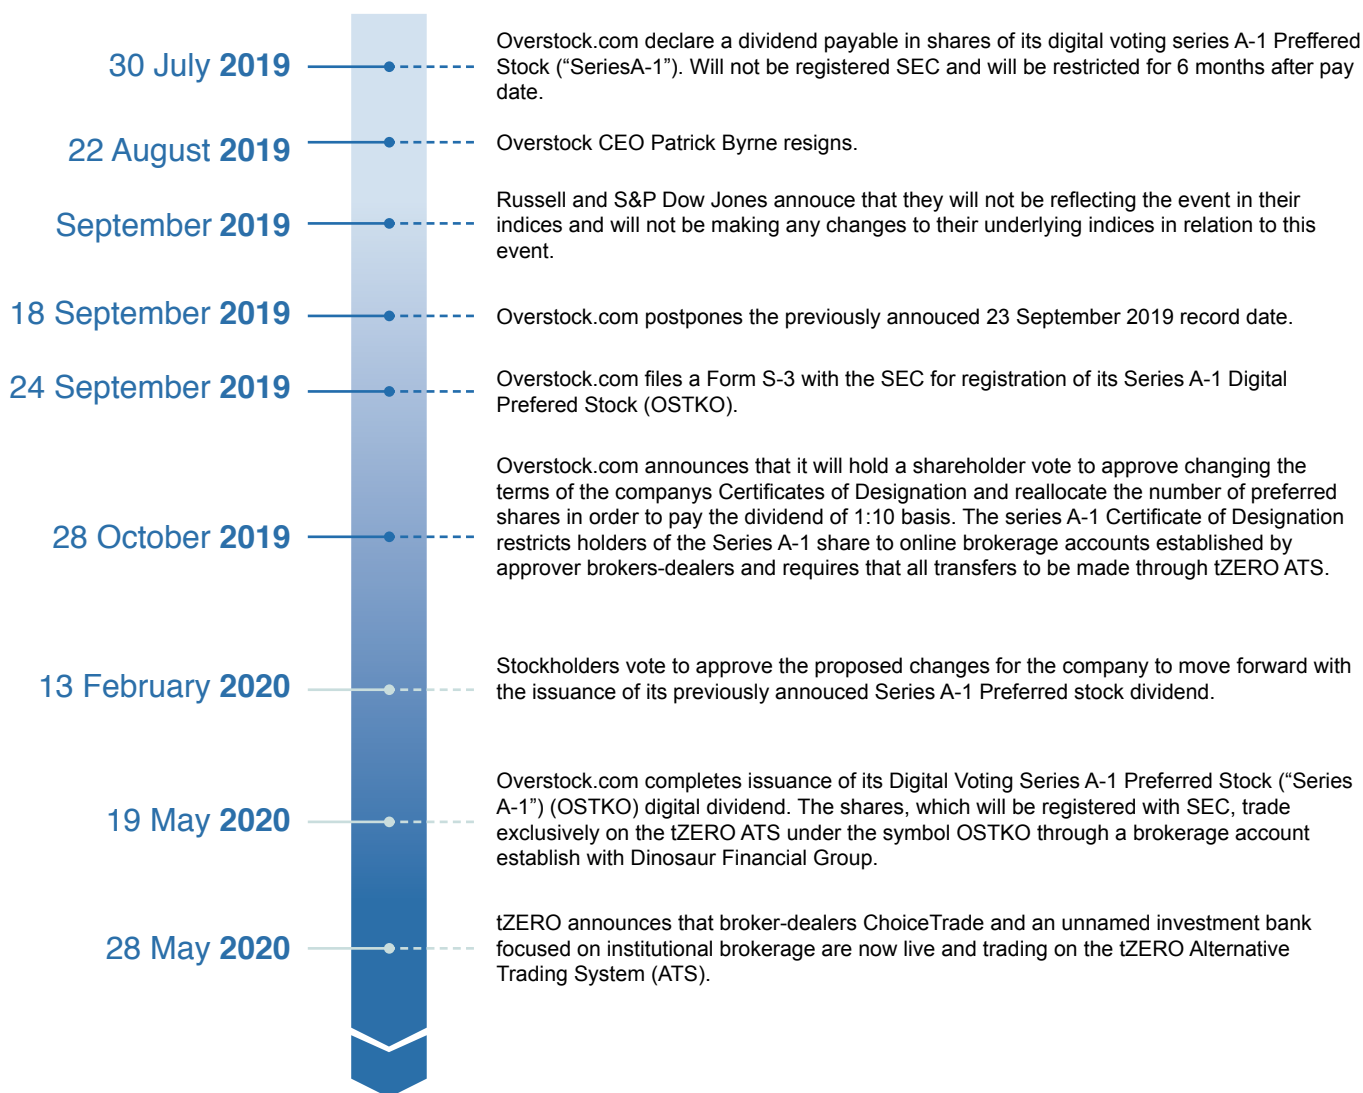 30 July 2019
Overstock.com declare a dividend payable in shares of its digital voting series A-1 Preffered
Stock (“SeriesA-1”). Will not be registered SEC and will be restricted for 6 months after pay
date.
22 August 2019
Overstock CEO Patrick Byrne resigns.
September 2019
Russell and S&P Dow Jones annouce that they will not be reflecting the event in their
indices and will not be making any changes to their underlying indices in relation to this
event.
18 September 2019
Overstock.com postpones the previously annouced 23 September 2019 record date.
24 September 2019
Overstock.com files a Form S-3 with the SEC for registration of its Series A-1 Digital
Prefered Stock (OSTKO).
28 October 2019
Overstock.com announces that it will hold a shareholder vote to approve changing the
terms of the companys Certificates of Designation and reallocate the number of preferred
shares in order to pay the dividend of 1:10 basis. The series A-1 Certificate of Designation
restricts holders of the Series A-1 share to online brokerage accounts established by
approver brokers-dealers and requires that all transfers to be made through tZERO ATS.
13 February 2020
Stockholders vote to approve the proposed changes for the company to move forward with
the issuance of its previously annouced Series A-1 Preferred stock dividend.
19 May 2020
Overstock.com completes issuance of its Digital Voting Series A-1 Preferred Stock (“Series
A-1”) (OSTKO) digital dividend. The shares, which will be registered with SEC, trade
exclusively on the tZERO ATS under the symbol OSTKO through a brokerage account
establish with Dinosaur Financial Group.
28 May 2020
tZERO announces that broker-dealers ChoiceTrade and an unnamed investment bank
focused on institutional brokerage are now live and trading on the tZERO Alternative
Trading System (ATS).